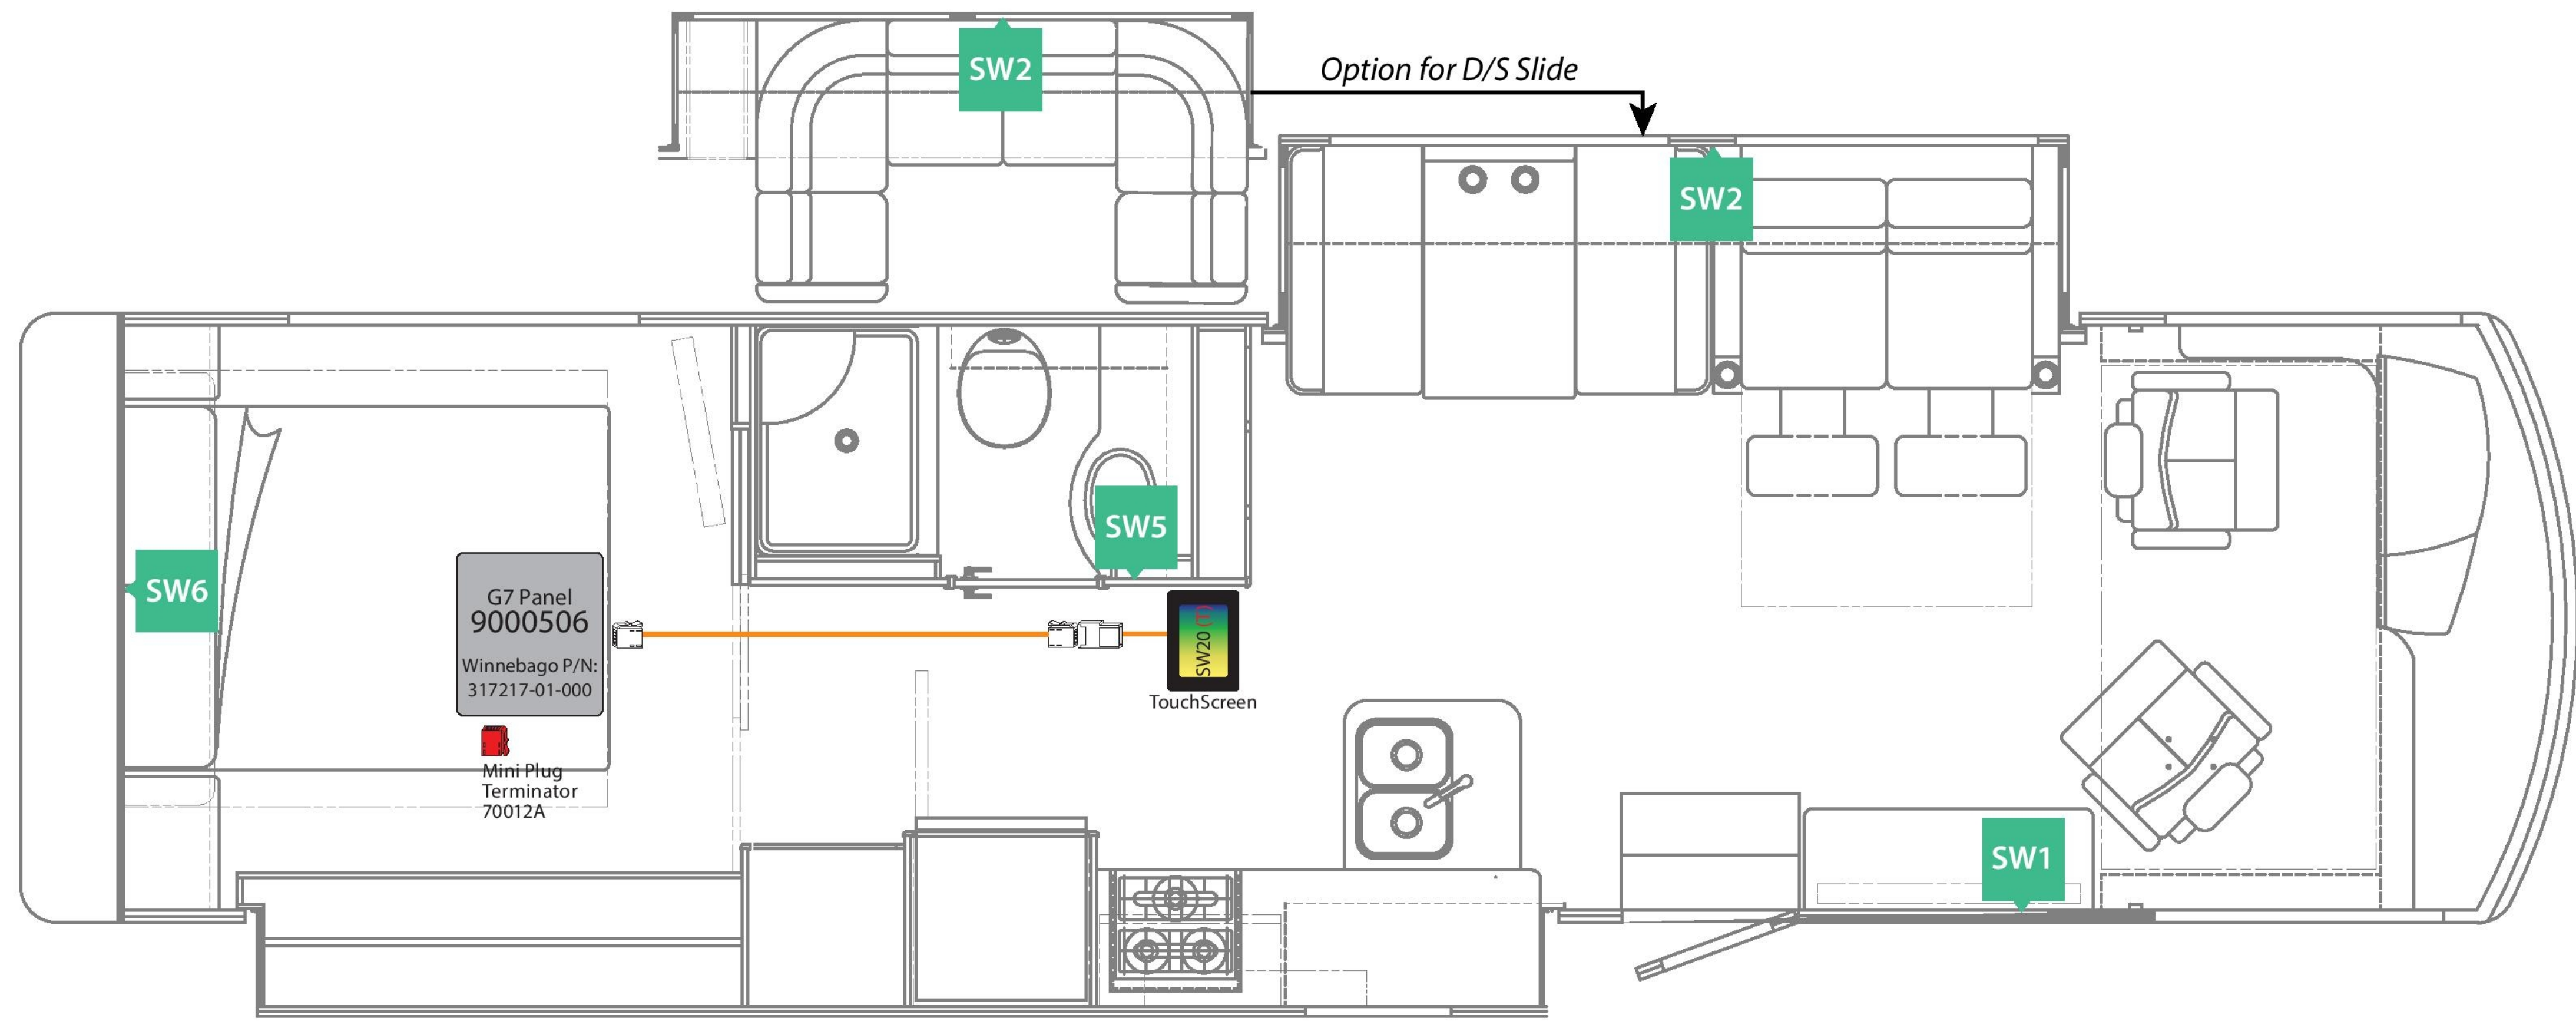 SW2
Option for D/S Slide
SW2
SW5
SW6
G7 Panel
9000506
Winnebago P/N:
317217-01-000
SW20 (T)
TouchScreen
Mini Plug
Terminator
70012A
SW1